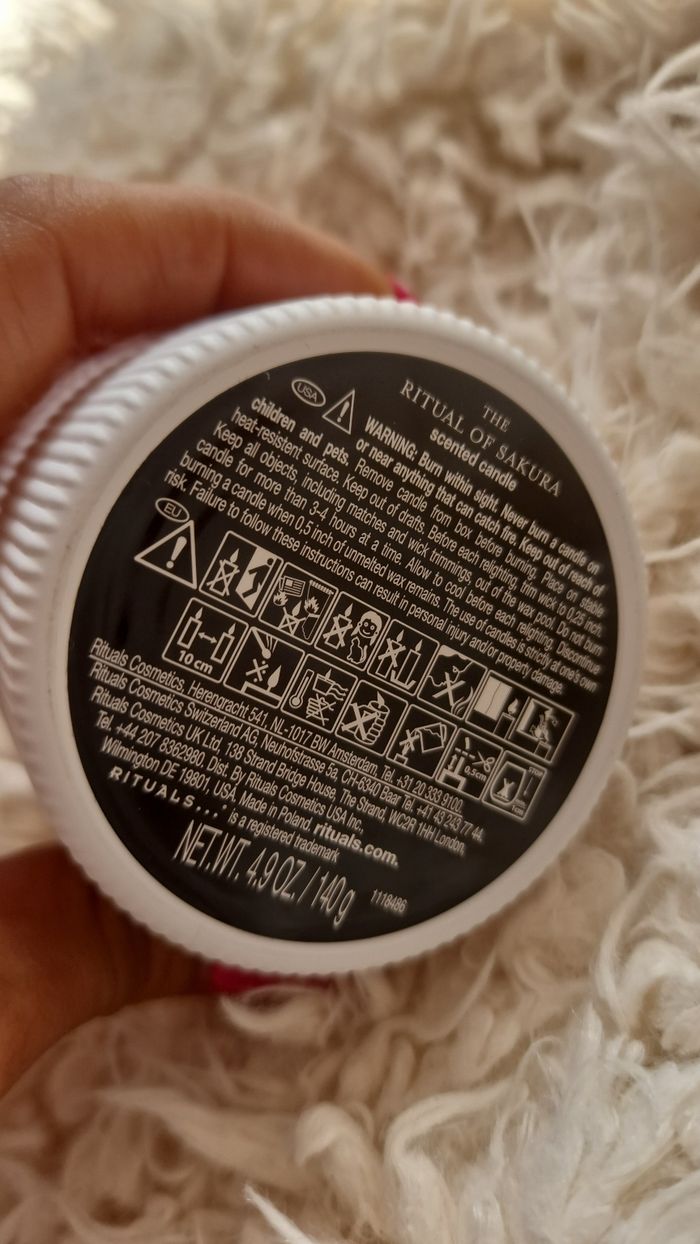 THE
RITUAL OF SAKURA
scented candle
USA
WARNING: Burn within sight. Never burn a candle on
or near anything that can catch fire. Keep out of reach of
children and pets. Remove candle from box before burning. Place on stable
heat-resistant surface. Keep out of drafts. Before each relighting, trim wick to 0.25 inch.
Keep all objects, including matches and wick trimmings out of the wax pool. Do not burn
candle for more than 3-4 hours at a time. Allow to cool before each relighting. Discontinue
burning a candle when 0.5 inch of unmelted wax remains. The use of candles is strictly at one's own
risk. Failure to follow these instructions can result in personal injury and/or property damage.
EU
10 cm
0.5cm
Rituals Cosmetics, Herengracht 541, NL-1017 BW Amsterdam, Tel. +31 20 333 9100.
Rituals Cosmetics Switzerland AG, Neuhofstrasse 5a, CH-6340 Baar Tel. +41 43 243 77 44.
Rituals Cosmetics UK Ltd, 138 Strand Bridge House, The Strand, WC2R 1HH London.
Tel. +44 207 8362980. Dist. By Rituals Cosmetics USA Inc.,
Wilmington DE 19801, USA. Made in Poland. rituals.com.
RITUALS... is a registered trademark
NET.WT. 4,9 OZ. / 140g
1118486